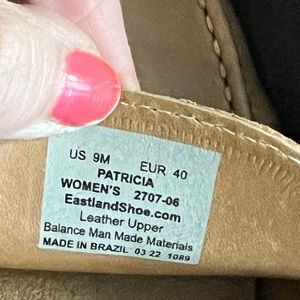 US 9M EUR 40
PATRICIA
WOMEN'S 2707-06
EastlandShoe.com
Leather Upper
Balance Man Made Materials
MADE IN BRAZIL 03 22 1089